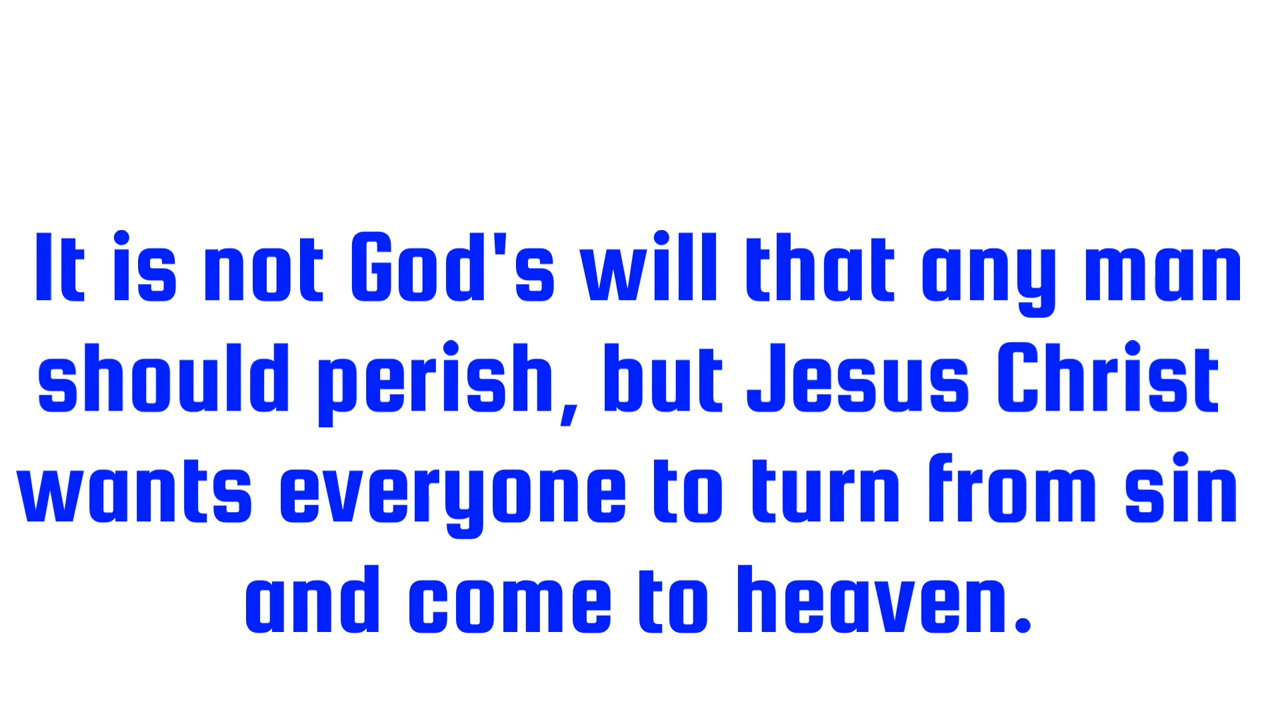 It is not God's will that any man
should perish, but Jesus Christ
wants everyone to turn from sin
and come to heaven.